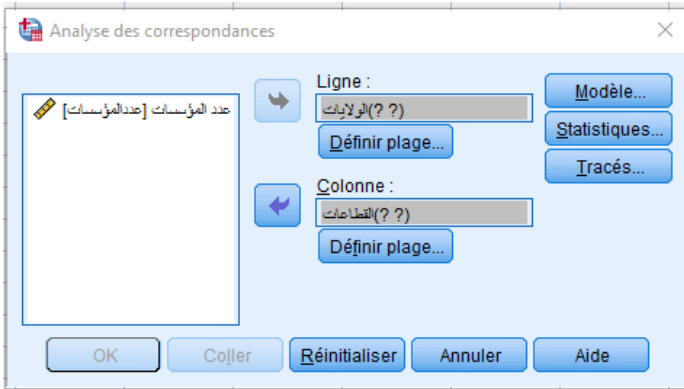 Analyse des correspondances
عدد المؤسسات [عددالمؤسسات]
Ligne :
الولايات(? ?)
Définir plage...
Colonne :
القطاعات(? ?)
Définir plage...
Modèle...
Statistiques...
Tracés...
OK
Coller
Réinitialiser
Annuler
Aide